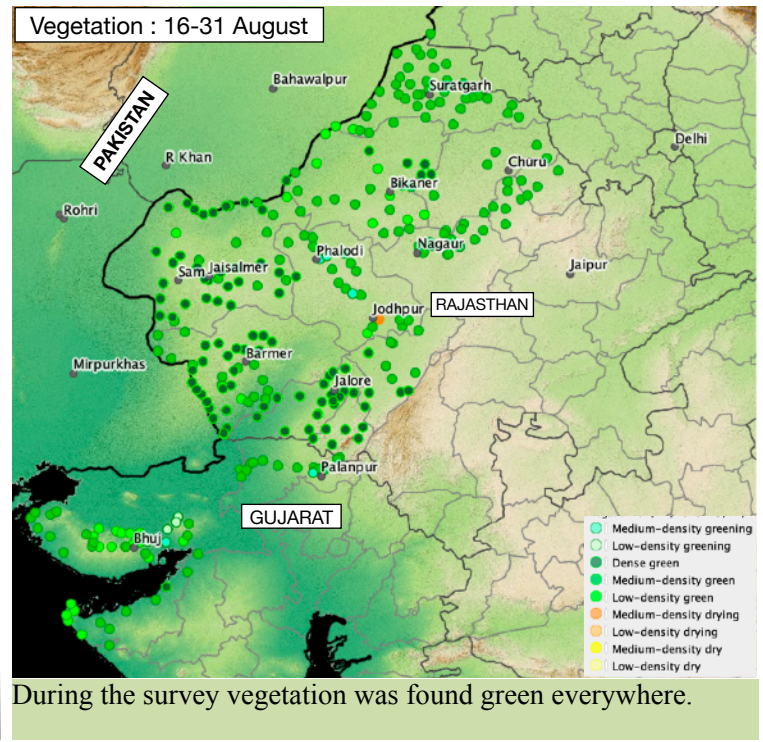 Vegetation : 16-31 August
Bahawalpur
Suratgarh
PAKISTAN
Delhi
R Khan
Churu
Bikaner
Rohri
Nagaur
Phalodi
Sam
Jaisalmer
Jaipur
Jodhpur
RAJASTHAN
Mirpurkhas
Barmer
Jalore
Palanpur
GUJARAT
Bhuj
Medium-density greening
Low-density greening
Dense green
Medium-density green
Low-density green
Medium-density drying
Low-density drying
Medium-density dry
Low-density dry
During the survey vegetation was found green everywhere.